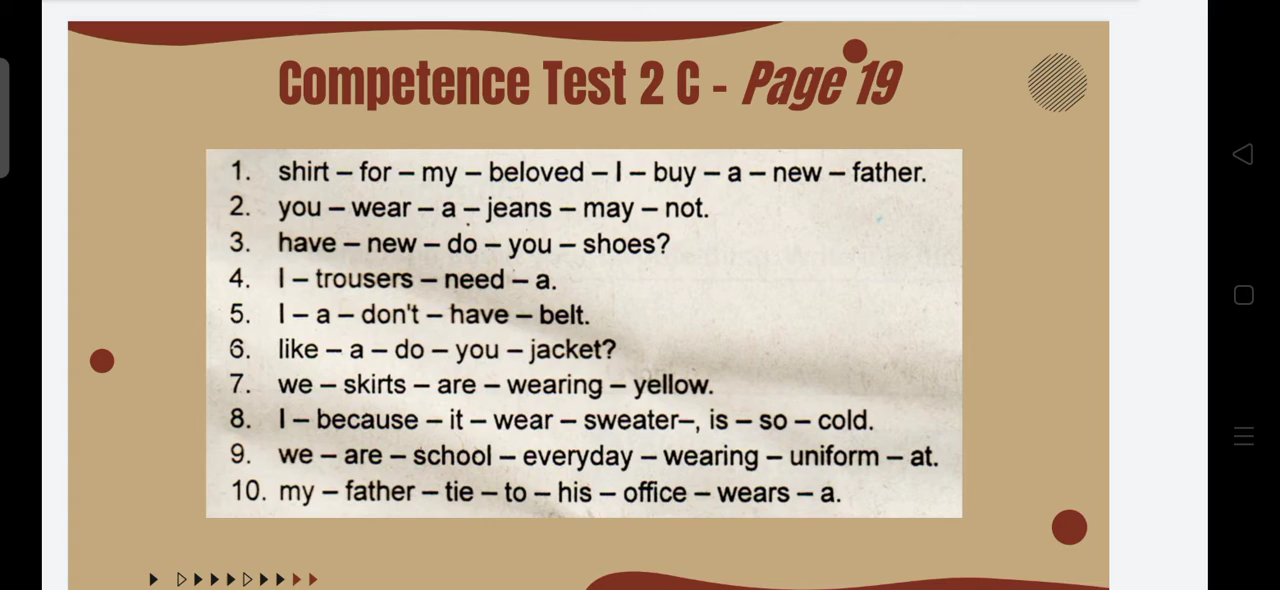 Competence Test 2 C - Page 19
1. shirt – for – my – beloved – I – buy – a – new – father.
2. you – wear – a – jeans – may – not.
3. have – new – do – you – shoes?
4. I – trousers – need – a.
5. I – a – don't – have – belt.
6. like – a – do – you – jacket?
7. we – skirts – are – wearing – yellow.
8. I – because – it – wear – sweater–, is – so – cold.
9. we – are – school – everyday – wearing – uniform – at.
10. my – father – tie – to – his – office – wears – a.